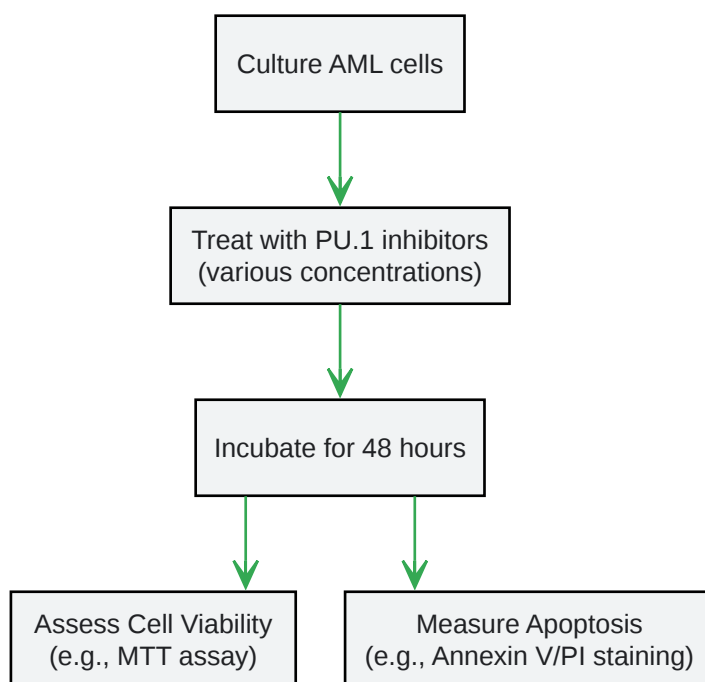 Culture AML cells
Treat with PU.1 inhibitors
(various concentrations)
Incubate for 48 hours
Assess Cell Viability
(e.g., MTT assay)
Measure Apoptosis
(e.g., Annexin V/PI staining)